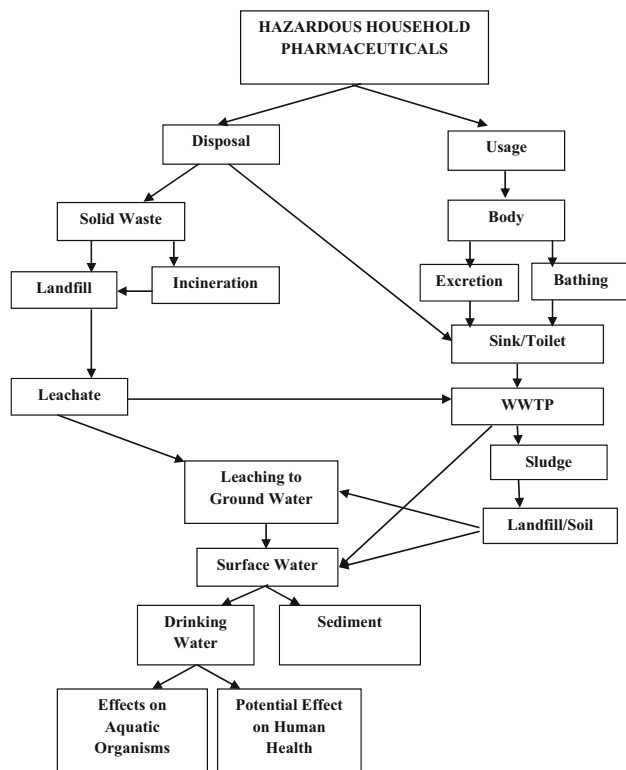 HAZARDOUS HOUSEHOLD
PHARMACEUTICALS
Disposal
Usage
Solid Waste
Body
Landfill
Incineration
Excretion
Bathing
Sink/Toilet
Leachate
WWTP
Sludge
Leaching to
Ground Water
Landfill/Soil
Surface Water
Drinking
Water
Sediment
Effects on
Aquatic
Organisms
Potential Effect
on Human
Health